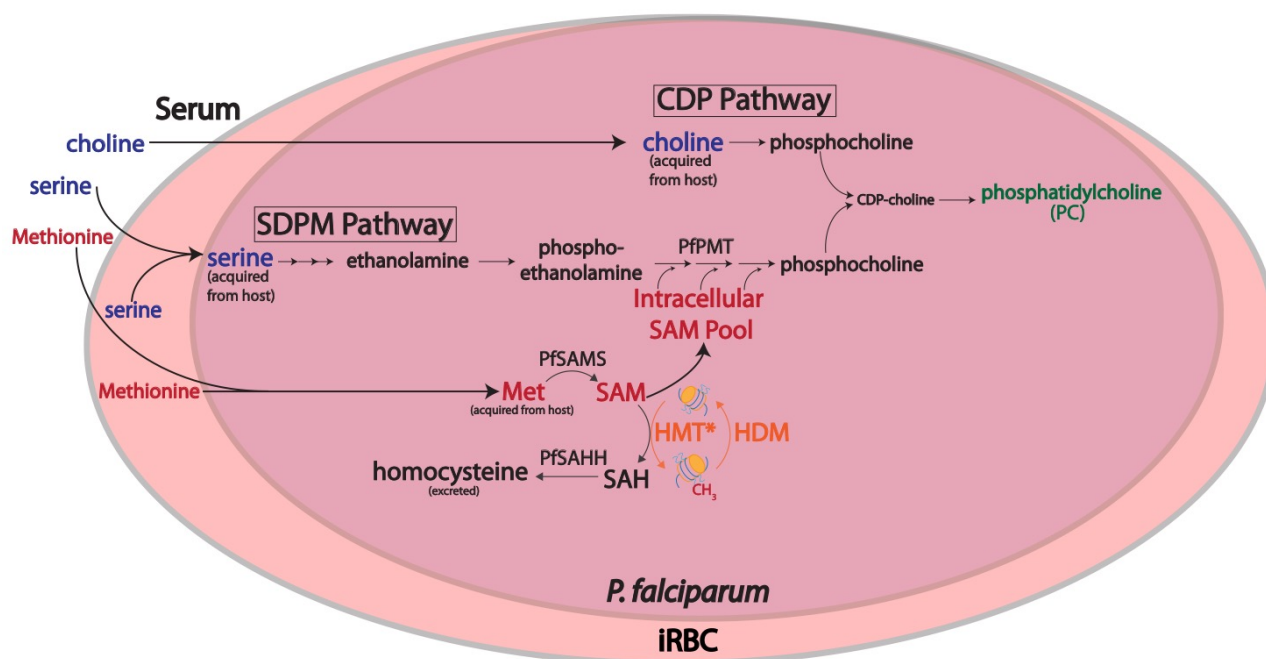 Serum
CDP Pathway
choline
choline
(acquired
from host)
phosphocholine
serine
CDP-choline
phosphatidylcholine
(PC)
Methionine
SDPM Pathway
serine
(acquired
from host)
ethanolamine
phospho-
ethanolamine
PfPMT
phosphocholine
serine
Intracellular
SAM Pool
PfSAMS
Methionine
Met
(acquired from host)
SAM
HMT*
HDM
homocysteine
(excreted)
PfSAHH
SAH
CH3
P. falciparum
iRBC